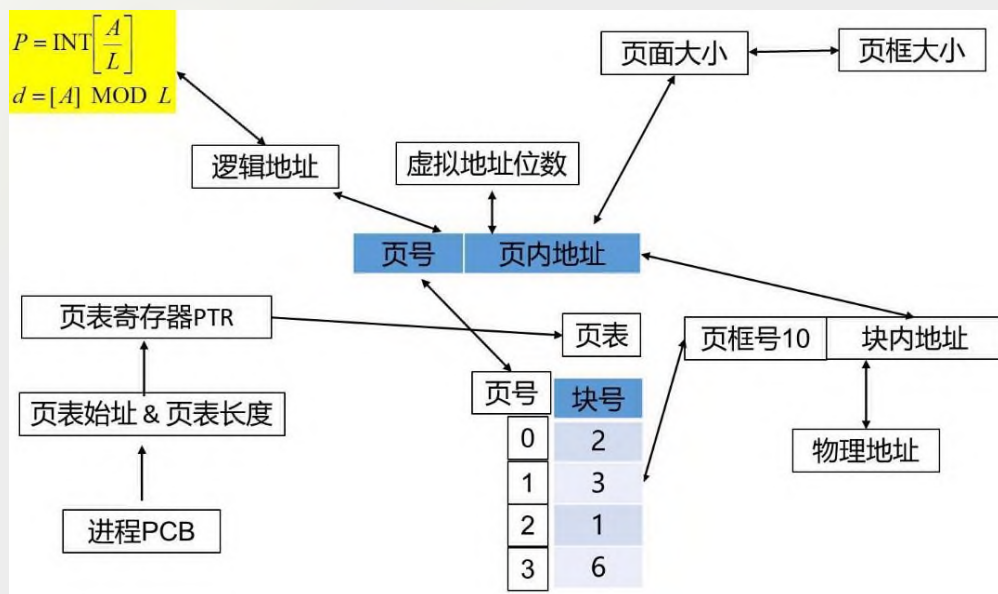 P = INT[A/L]
d = [A] MOD L
页面大小
页框大小
逻辑地址
虚拟地址位数
页号 页内地址
页表寄存器PTR
页表
页框号10 块内地址
页号 块号
页表始址 & 页表长度
0 2
物理地址
1 3
进程PCB
2 1
3 6